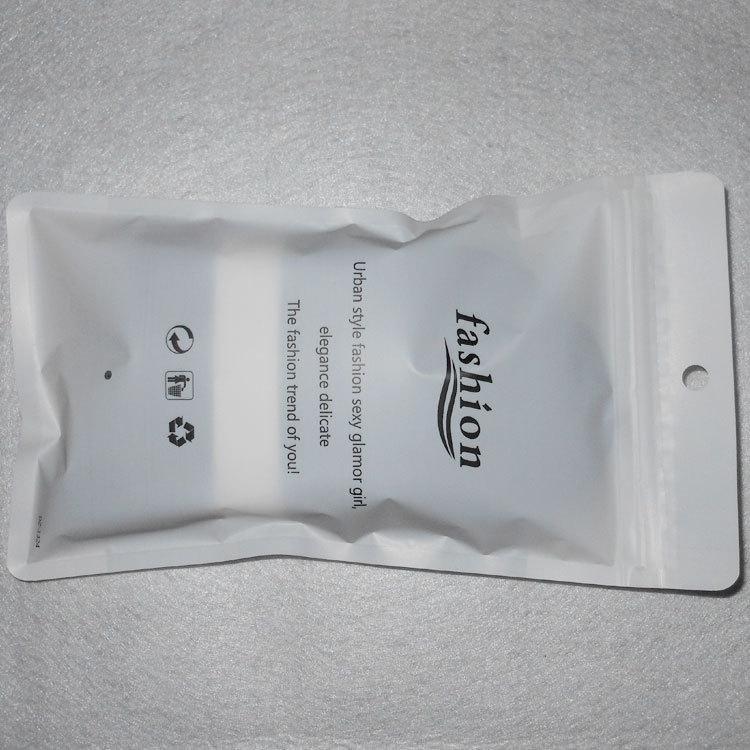 fashion
Urban style fashion sexy glamor girl,
elegance delicate
The fashion trend of you!